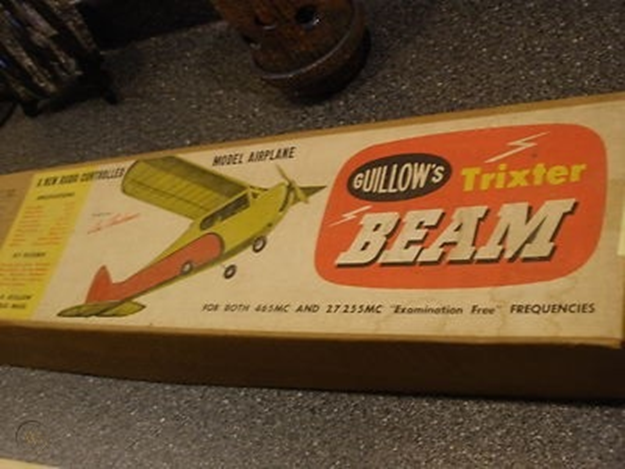 A NEW RADIO CONTROLLED
MODEL AIRPLANE
GUILLOW'S
Trixter
BEAM
FOR BOTH 465MC AND 27.255MC "Examination Free" FREQUENCIES